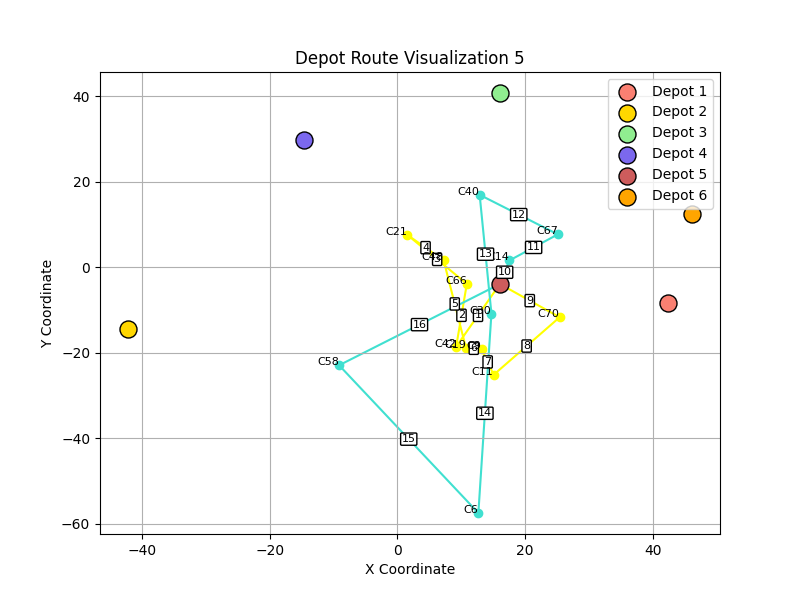 Depot Route Visualization 5
Depot 1
Depot 2
Depot 3
Depot 4
Depot 5
Depot 6
Y Coordinate
X Coordinate
40
20
0
−20
−40
−60
−40
−20
0
20
40
C40
12
C67
C21
4
3
13
11
10
C66
5
2
1
C30
9
C70
16
C42
7
8
C58
C11
14
15
C6